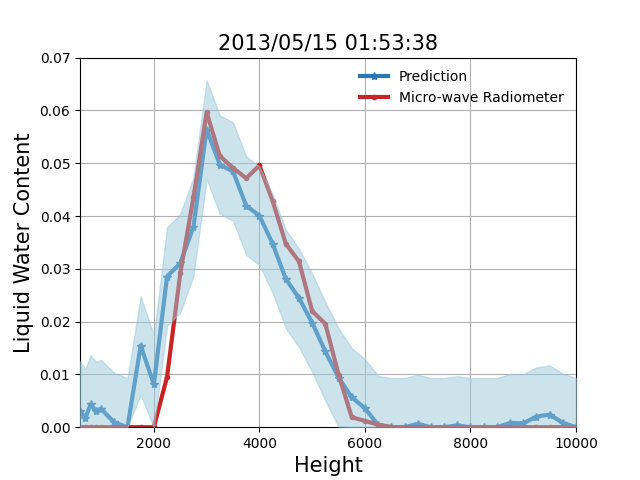 2013/05/15 01:53:38
0.07
0.06
0.05
0.04
0.03
0.02
0.01
0.00
Liquid Water Content
Prediction
Micro-wave Radiometer
2000 4000 6000 8000 10000
Height